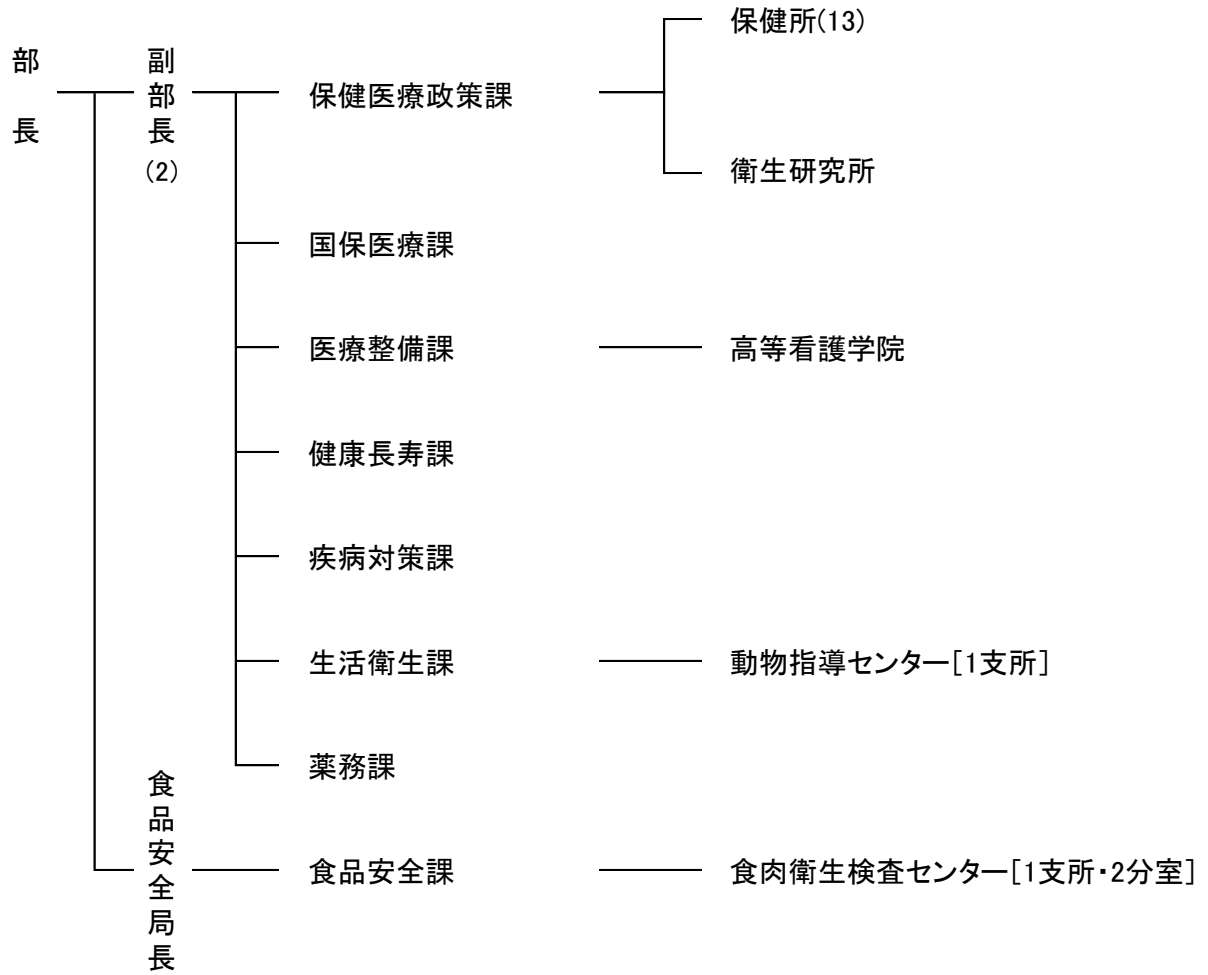 部長
副部長
(2)
保健医療政策課
保健所(13)
衛生研究所
国保医療課
医療整備課
高等看護学院
健康長寿課
疾病対策課
生活衛生課
動物指導センター[1支所]
薬務課
食品安全局長
食品安全課
食肉衛生検査センター[1支所・2分室]